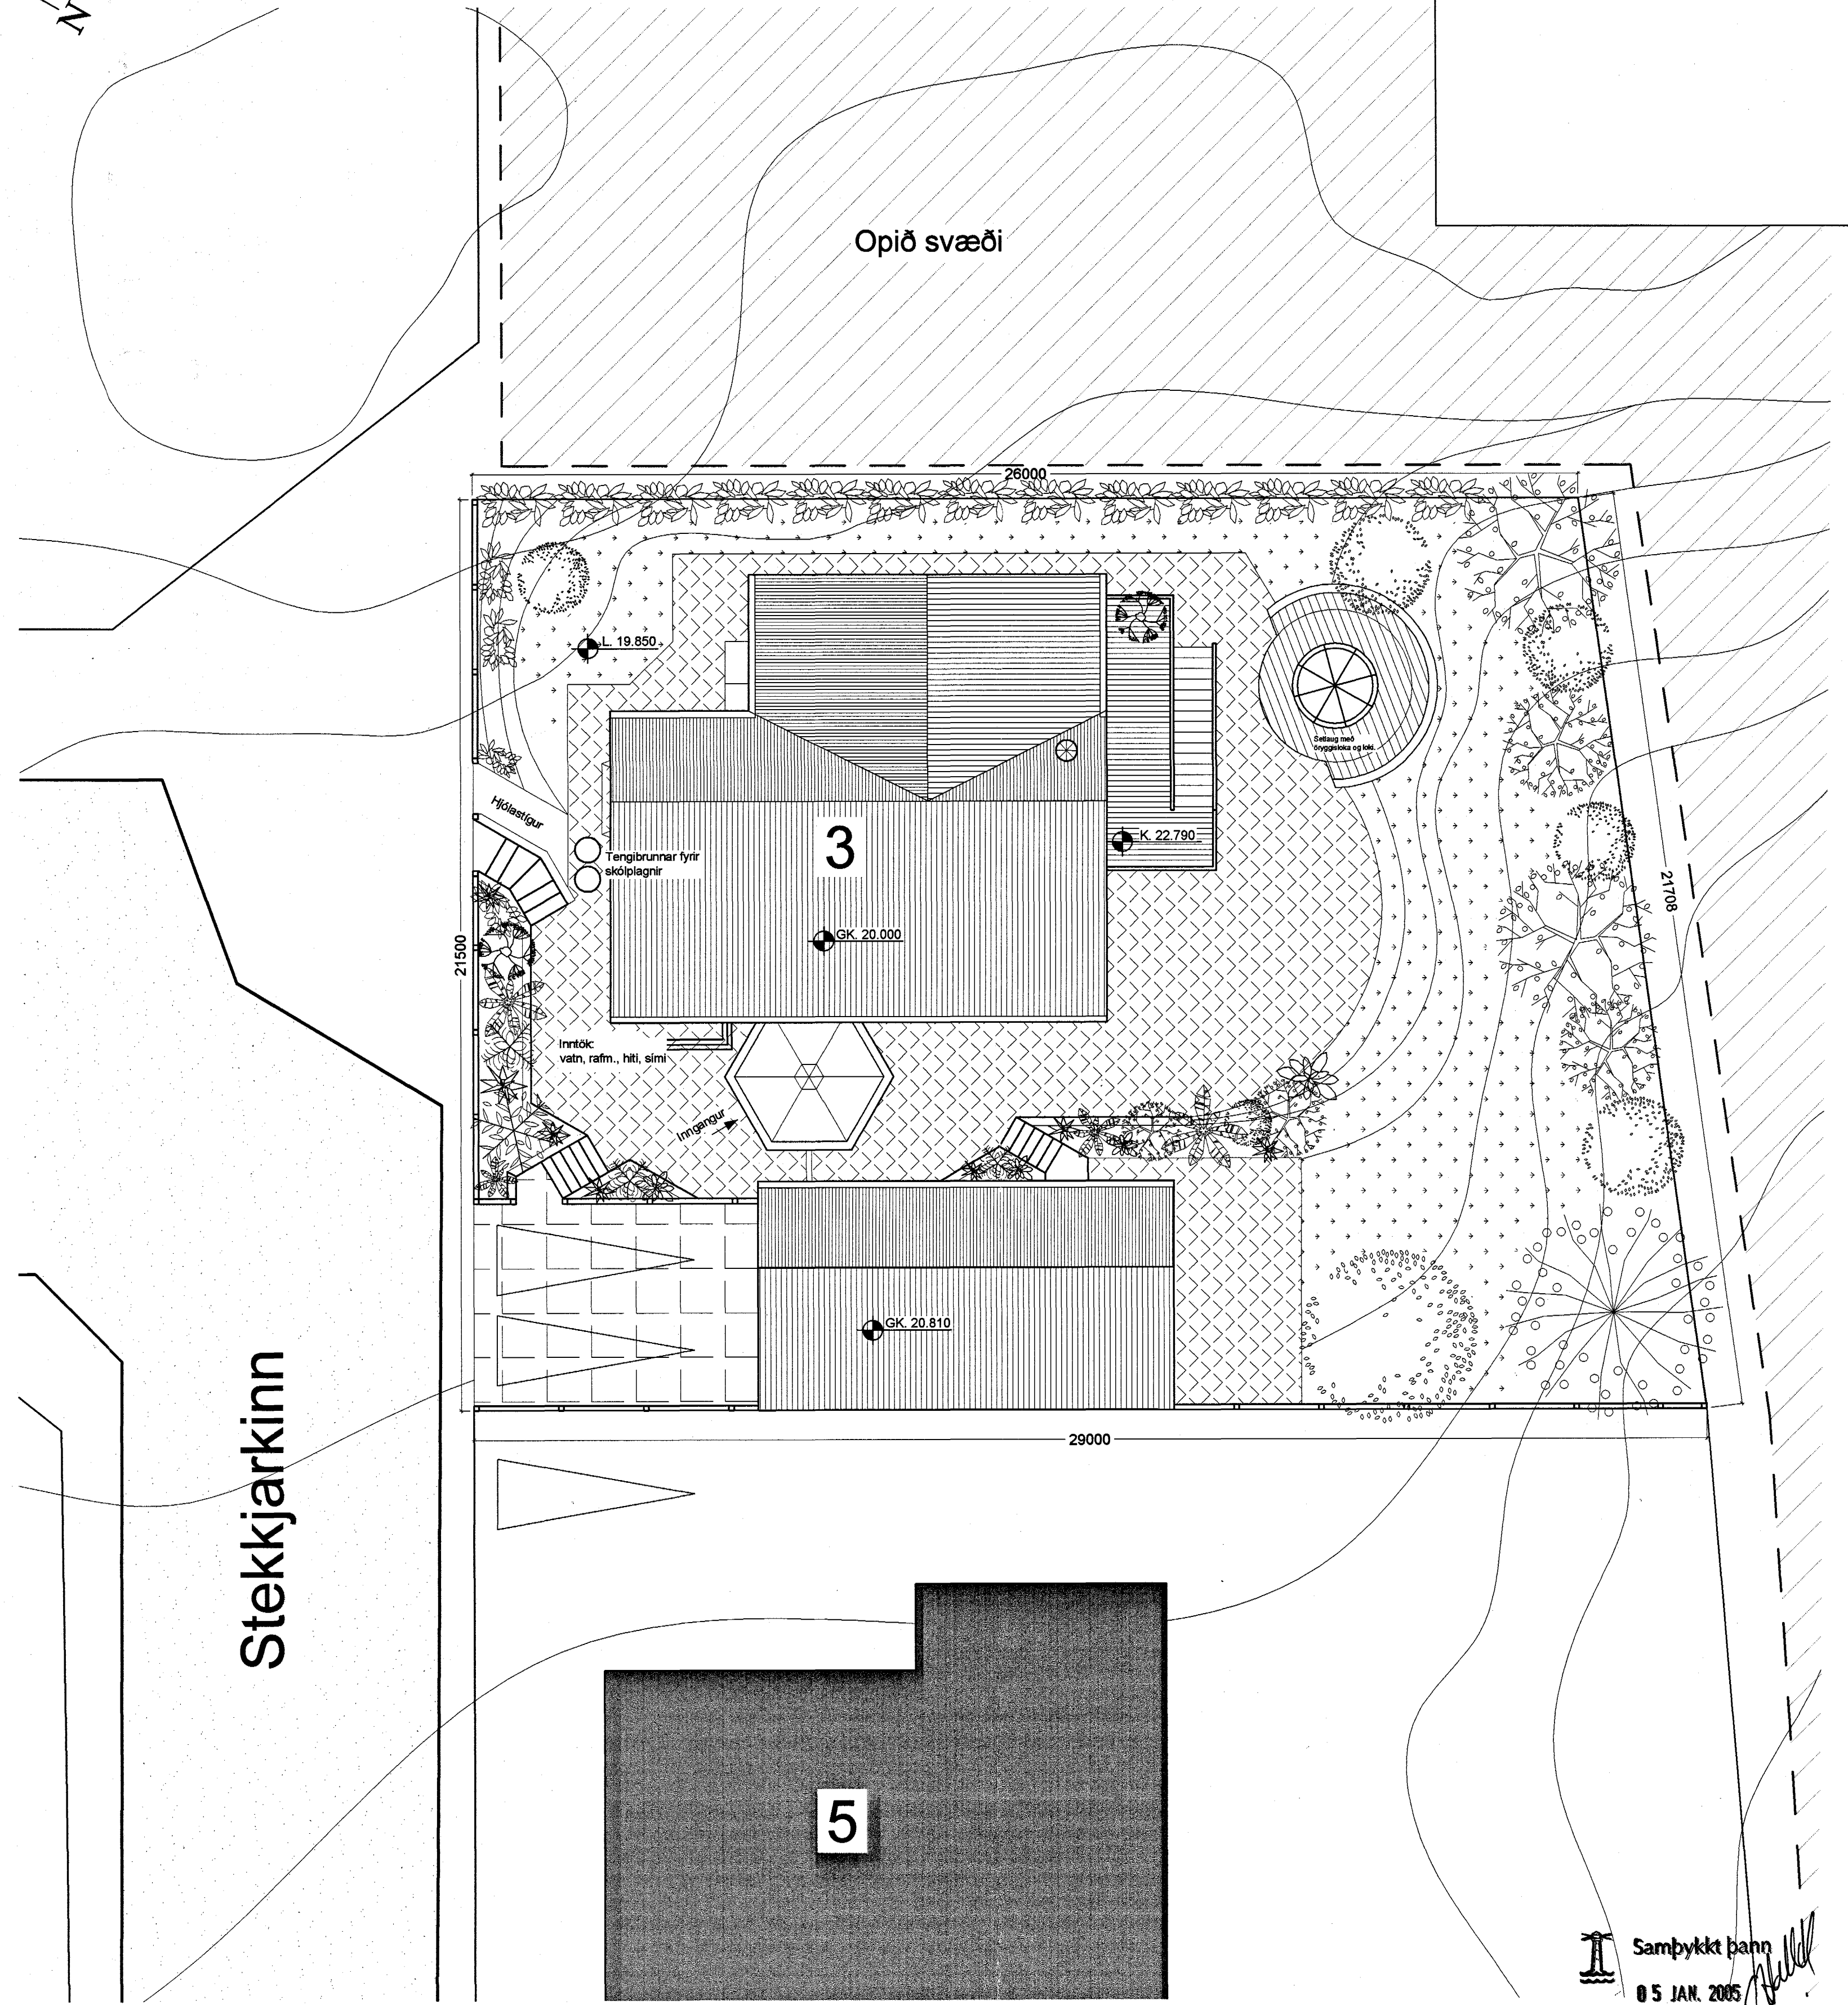 N
Opið svæði
26000
L. 19.850
Setlaug með
öryggisloka og loki.
Hjólastígur
Tengibrunnar fyrir
skólplagnir
3
K. 22.790
21708
GK. 20.000
21500
Inntök:
vatn, rafm., hiti, sími
Inngangur
GK. 20.810
29000
Stekkjarkinn
5
Samþykkt þann
05 JAN. 2005